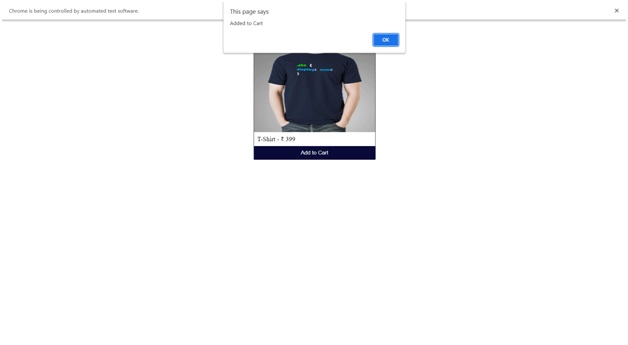 Chrome is being controlled by automated test software.
This page says
Added to Cart
OK
{
}
T-Shirt - ₹ 399
Add to Cart